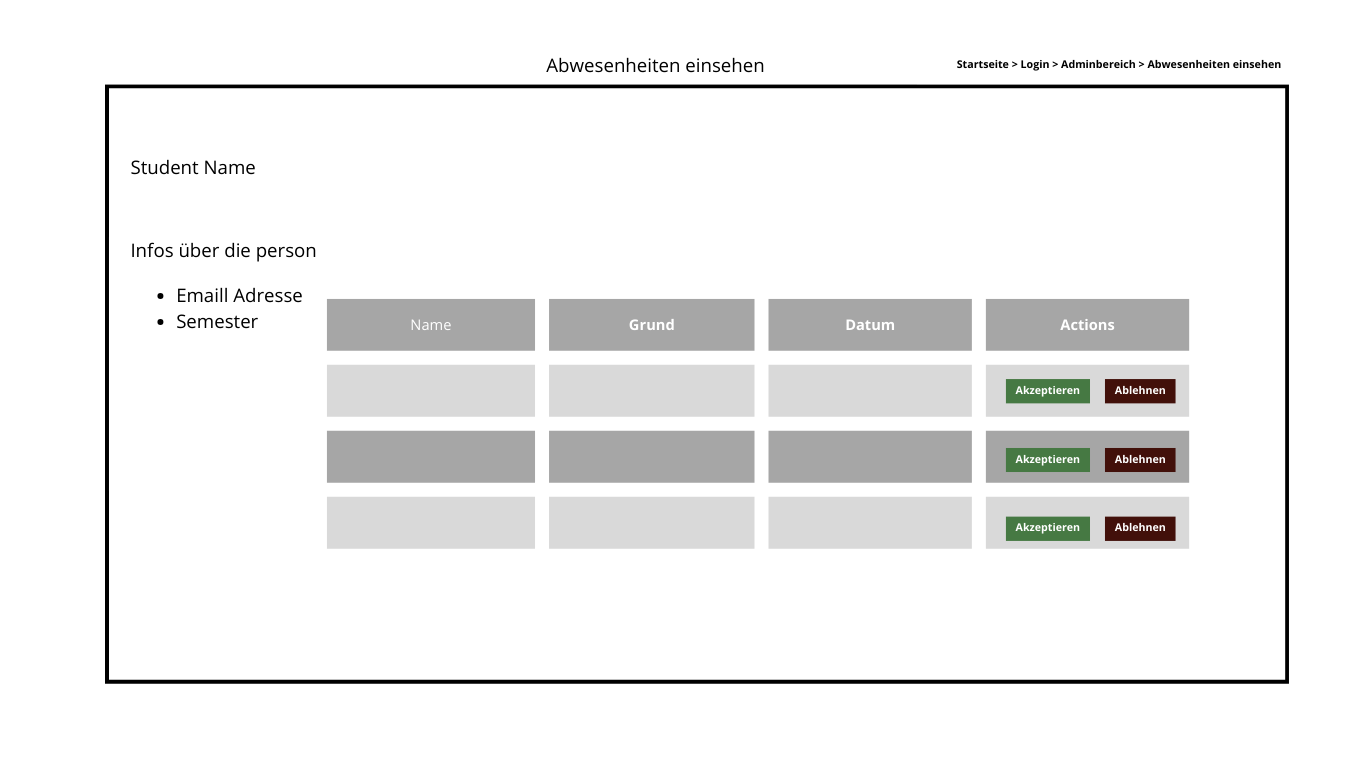 Abwesenheiten einsehen
Startseite > Login > Adminbereich > Abwesenheiten einsehen
Student Name
Infos über die person
• Emaill Adresse
• Semester
Name Grund Datum Actions
Akzeptieren Ablehnen
Akzeptieren Ablehnen
Akzeptieren Ablehnen